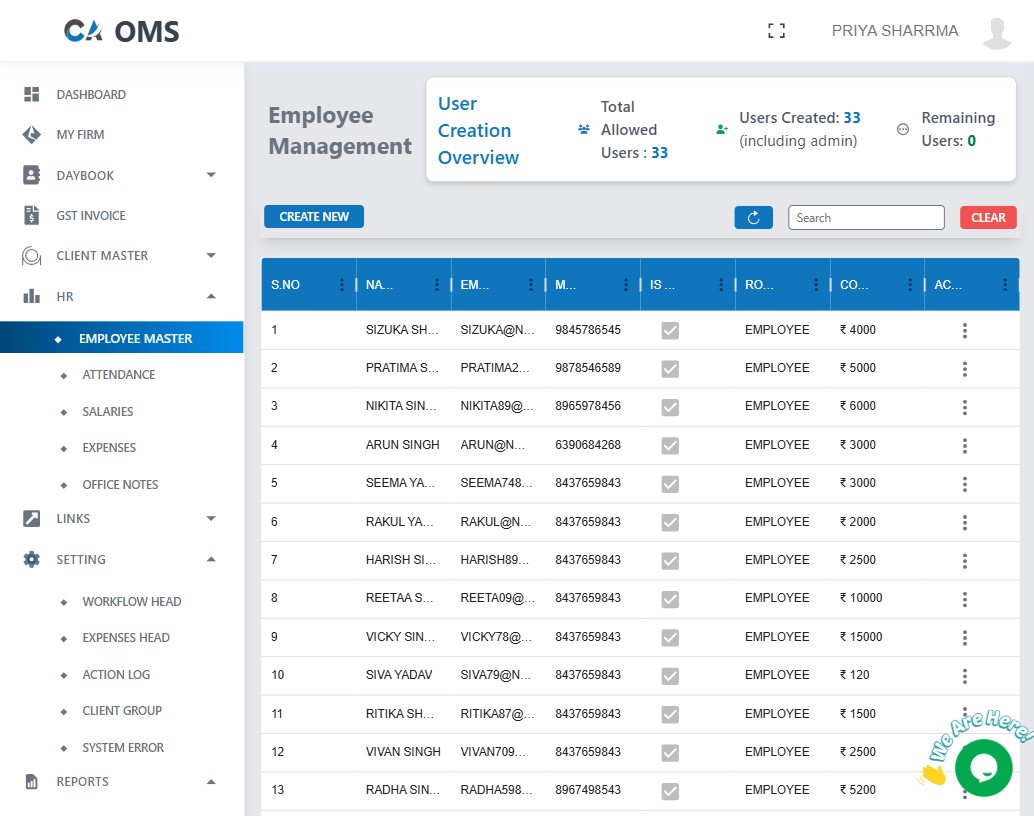 CA OMS
PRIYA SHARRMA
DASHBOARD
MY FIRM
DAYBOOK
GST INVOICE
CLIENT MASTER
HR
EMPLOYEE MASTER
ATTENDANCE
SALARIES
EXPENSES
OFFICE NOTES
LINKS
SETTING
WORKFLOW HEAD
EXPENSES HEAD
ACTION LOG
CLIENT GROUP
SYSTEM ERROR
REPORTS
Employee
Management
User
Creation
Overview
Total
Allowed
Users : 33
Users Created: 33
(including admin)
Remaining
Users: 0
CREATE NEW
Search
CLEAR
S.NO NA... EM... M... IS ... RO... CO... AC...
1 SIZUKA SH... SIZUKA@N... 9845786545 EMPLOYEE ₹ 4000
2 PRATIMA S... PRATIMA2... 9878546589 EMPLOYEE ₹ 5000
3 NIKITA SIN... NIKITA89@... 8965978456 EMPLOYEE ₹ 6000
4 ARUN SINGH ARUN@N... 6390684268 EMPLOYEE ₹ 3000
5 SEEMA YA... SEEMA748... 8437659843 EMPLOYEE ₹ 3000
6 RAKUL YA... RAKUL@N... 8437659843 EMPLOYEE ₹ 2000
7 HARISH SI... HARISH89... 8437659843 EMPLOYEE ₹ 2500
8 REETAA S... REETA09@... 8437659843 EMPLOYEE ₹ 10000
9 VICKY SIN... VICKY78@... 8437659843 EMPLOYEE ₹ 15000
10 SIVA YADAV SIVA79@N... 8437659843 EMPLOYEE ₹ 120
11 RITIKA SH... RITIKA87@... 8437659843 EMPLOYEE ₹ 1500
12 VIVAN SINGH VIVAN709... 8437659843 EMPLOYEE ₹ 2500
13 RADHA SIN... RADHA598... 8967498543 EMPLOYEE ₹ 5200
We Are Here!